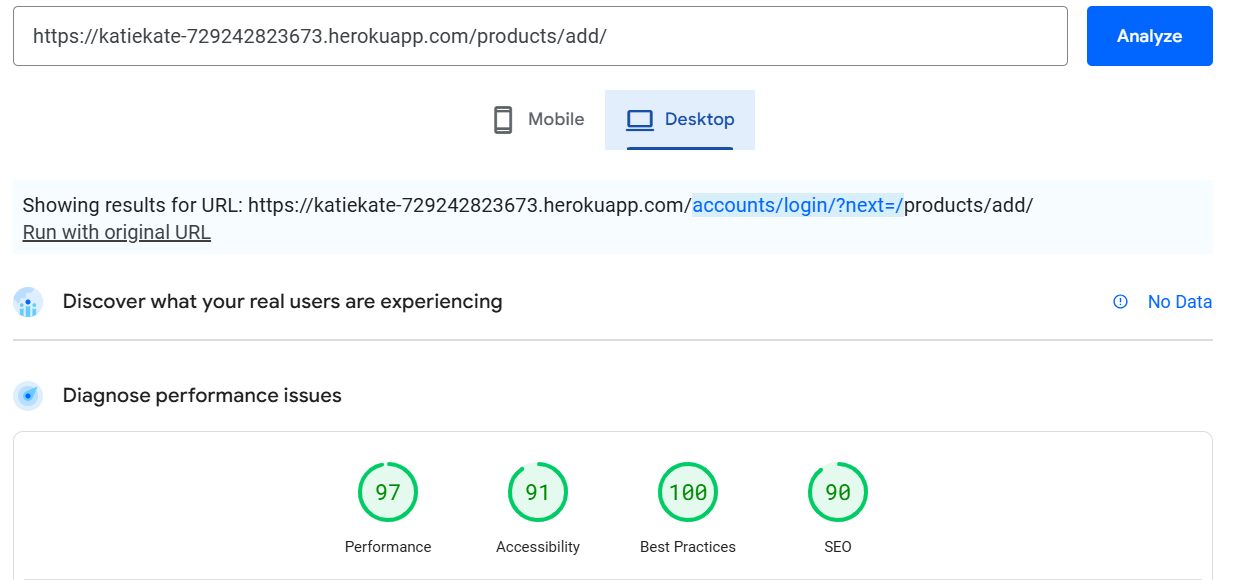 https://katiekate-729242823673.herokuapp.com/products/add/
Analyze
Mobile
Desktop
Showing results for URL: https://katiekate-729242823673.herokuapp.com/accounts/login/?next=/products/add/
Run with original URL
Discover what your real users are experiencing
No Data
Diagnose performance issues
97
91
100
90
Performance
Accessibility
Best Practices
SEO